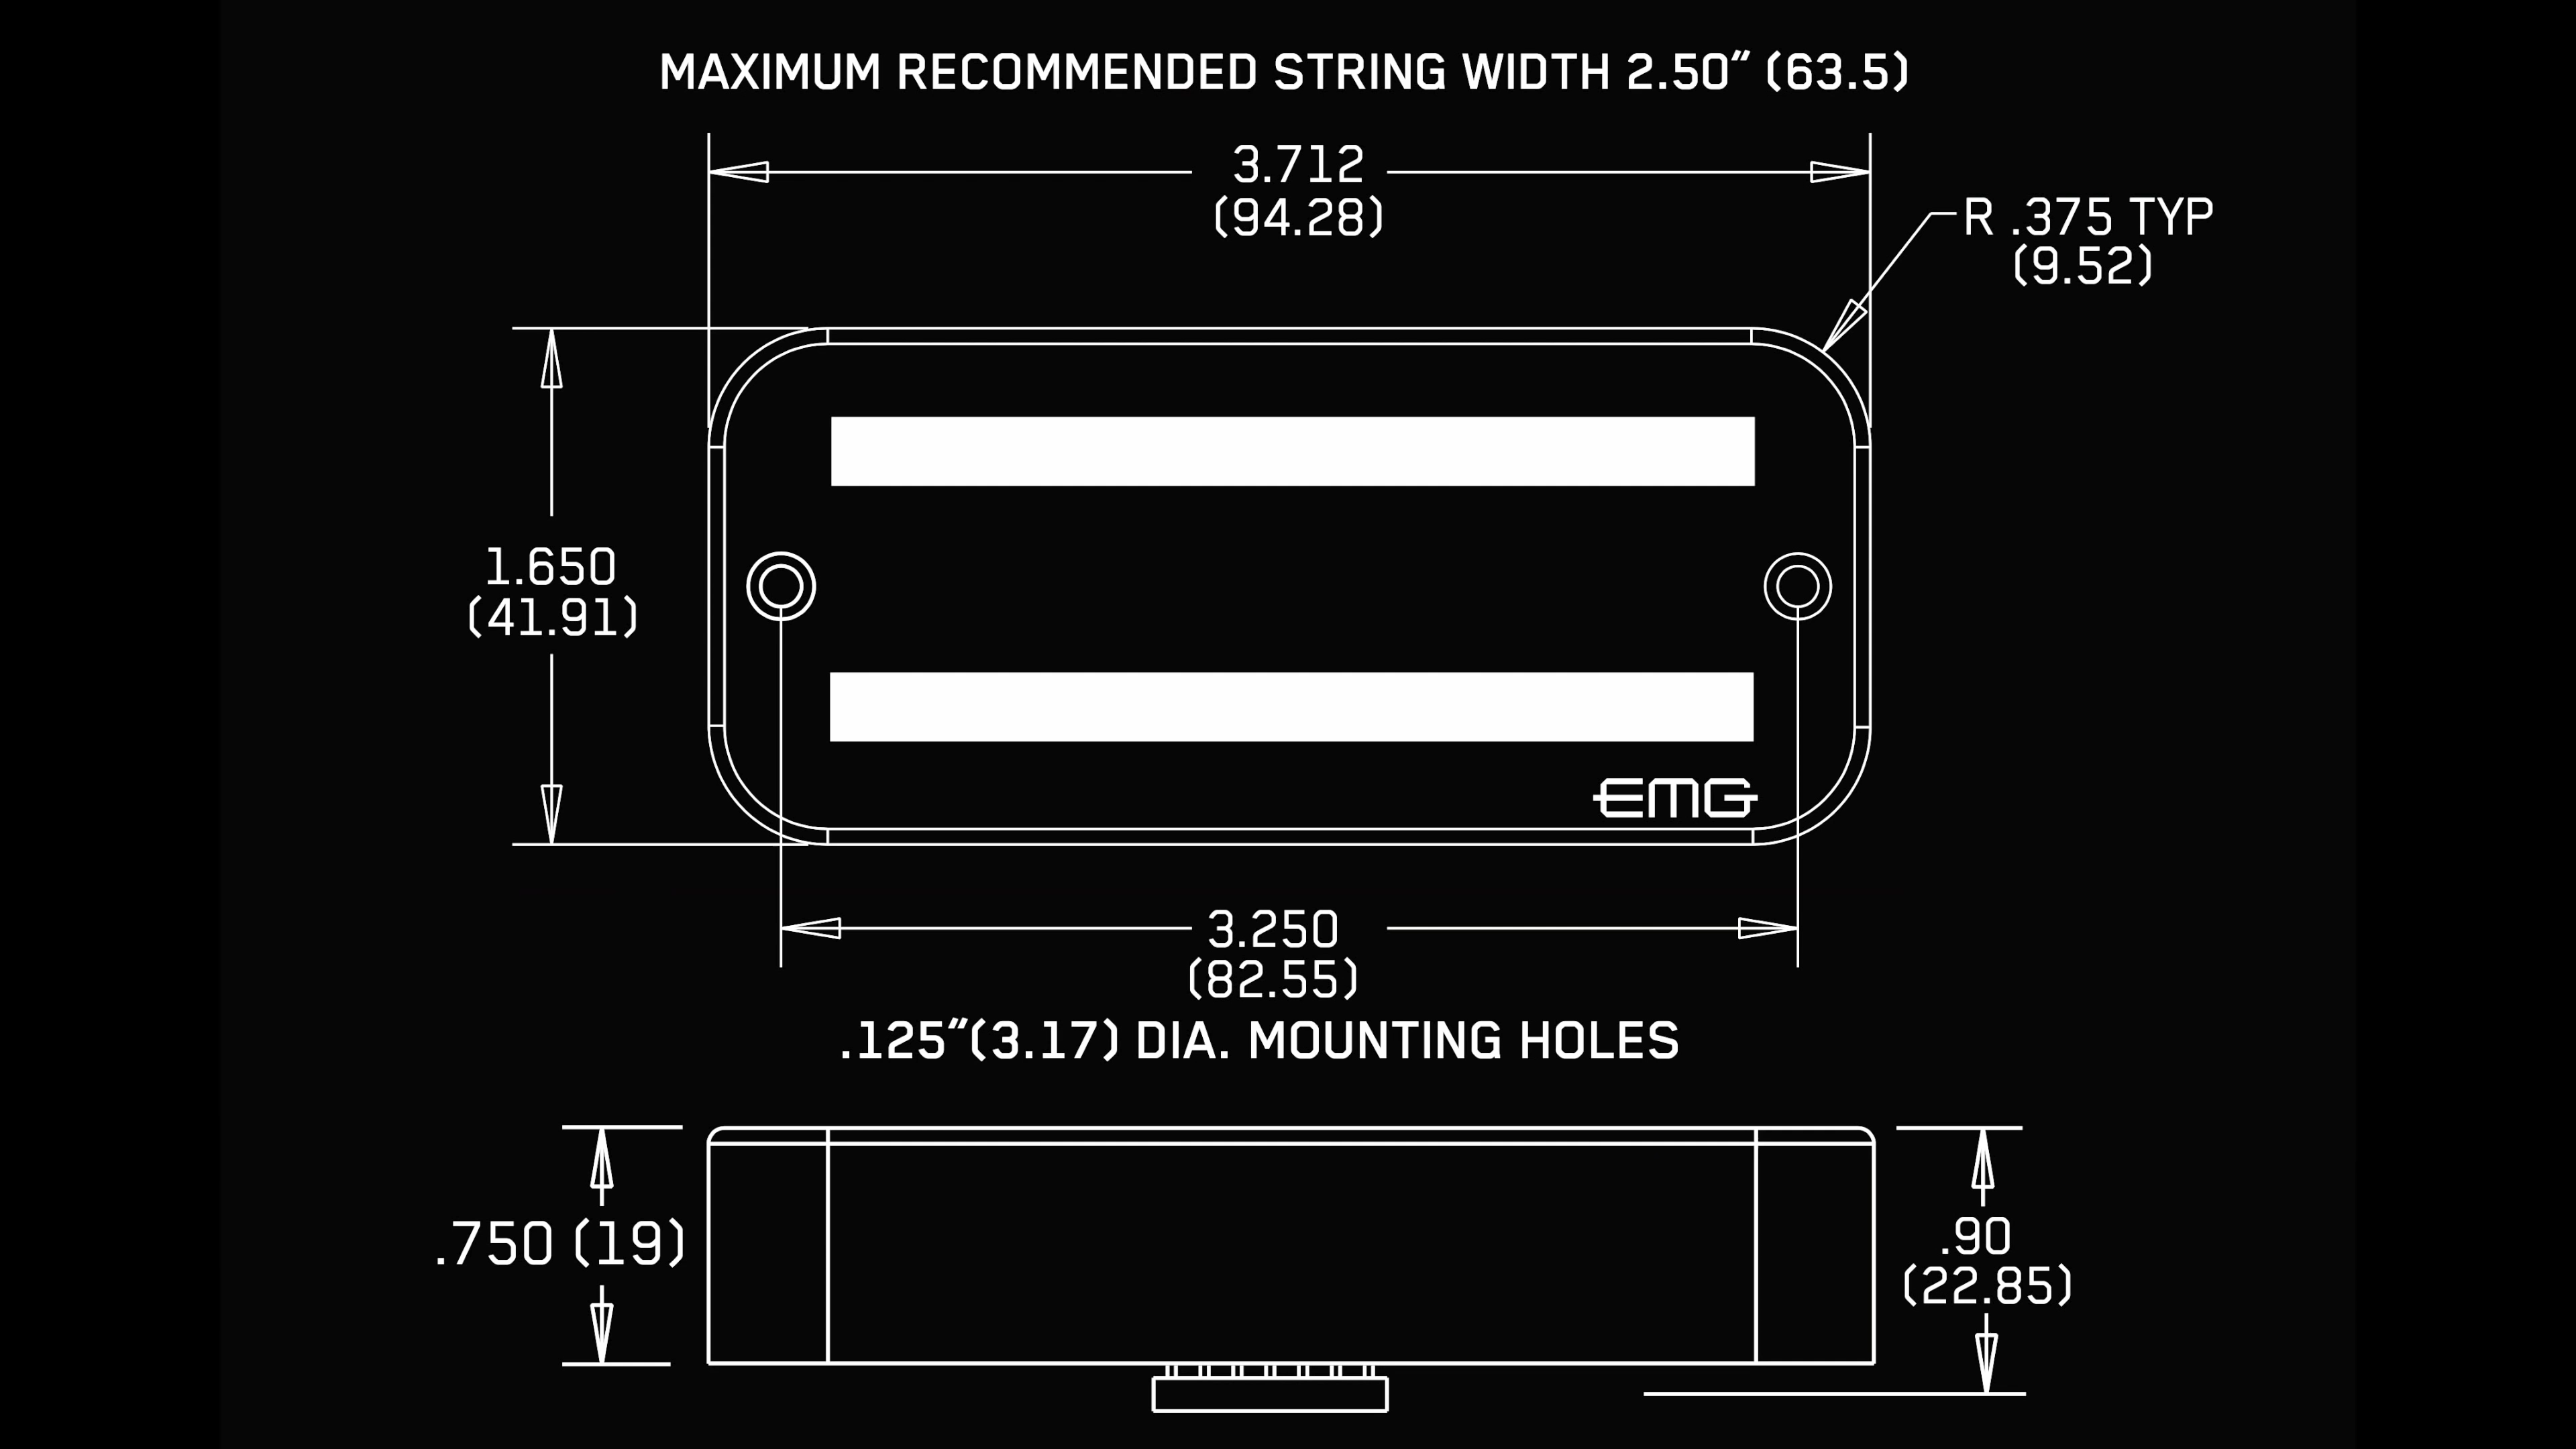 MAXIMUM RECOMMENDED STRING WIDTH 2.50" (63.5)
3.712
(94.28)
R .375 TYP
(9.52)
1.650
(41.91)
EMG
3.250
(82.55)
.125"(3.17) DIA. MOUNTING HOLES
.750 (19)
.90
(22.85)